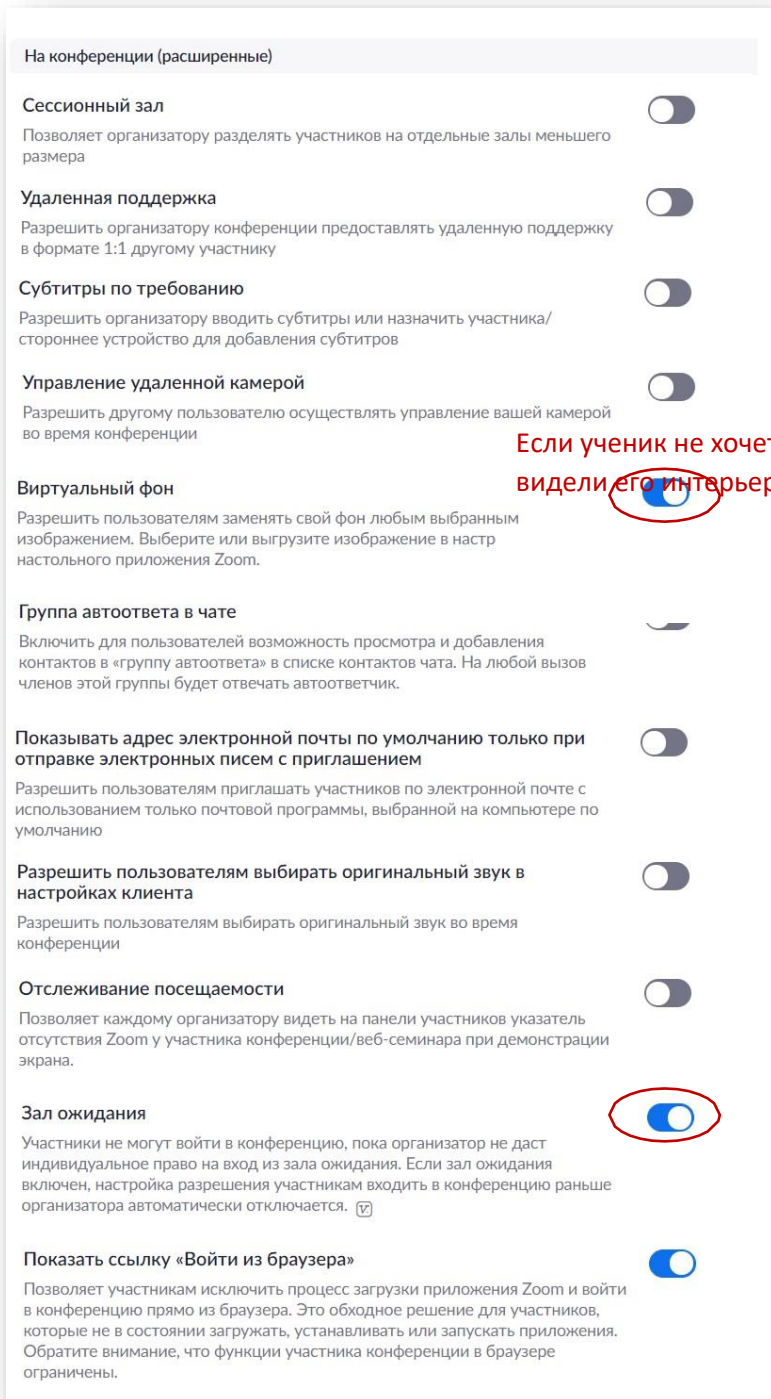 На конференции (расширенные)
Сессионный зал
Позволяет организатору разделять участников на отдельные залы меньшего
размера
Удаленная поддержка
Разрешить организатору конференции предоставлять удаленную поддержку
в формате 1:1 другому участнику
Субтитры по требованию
Разрешить организатору вводить субтитры или назначить участника/
стороннее устройство для добавления субтитров
Управление удаленной камерой
Разрешить другому пользователю осуществлять управление вашей камерой
во время конференции
Если ученик не хочет
видели его интерьер
Виртуальный фон
Разрешить пользователям заменять свой фон любым выбранным
изображением. Выберите или выгрузите изображение в настр
настольного приложения Zoom.
Группа автоответа в чате
Включить для пользователей возможность просмотра и добавления
контактов в «группу автоответа» в списке контактов чата. На любой вызов
членов этой группы будет отвечать автоответчик.
Показывать адрес электронной почты по умолчанию только при
отправке электронных писем с приглашением
Разрешить пользователям приглашать участников по электронной почте с
использованием только почтовой программы, выбранной на компьютере по
умолчанию
Разрешить пользователям выбирать оригинальный звук в
настройках клиента
Разрешить пользователям выбирать оригинальный звук во время
конференции
Отслеживание посещаемости
Позволяет каждому организатору видеть на панели участников указатель
отсутствия Zoom у участника конференции/веб-семинара при демонстрации
экрана.
Зал ожидания
Участники не могут войти в конференцию, пока организатор не даст
индивидуальное право на вход из зала ожидания. Если зал ожидания
включен, настройка разрешения участникам входить в конференцию раньше
организатора автоматически отключается.
Показать ссылку «Войти из браузера»
Позволяет участникам исключить процесс загрузки приложения Zoom и войти
в конференцию прямо из браузера. Это обходное решение для участников,
которые не в состоянии загружать, устанавливать или запускать приложения.
Обратите внимание, что функции участника конференции в браузере
ограничены.